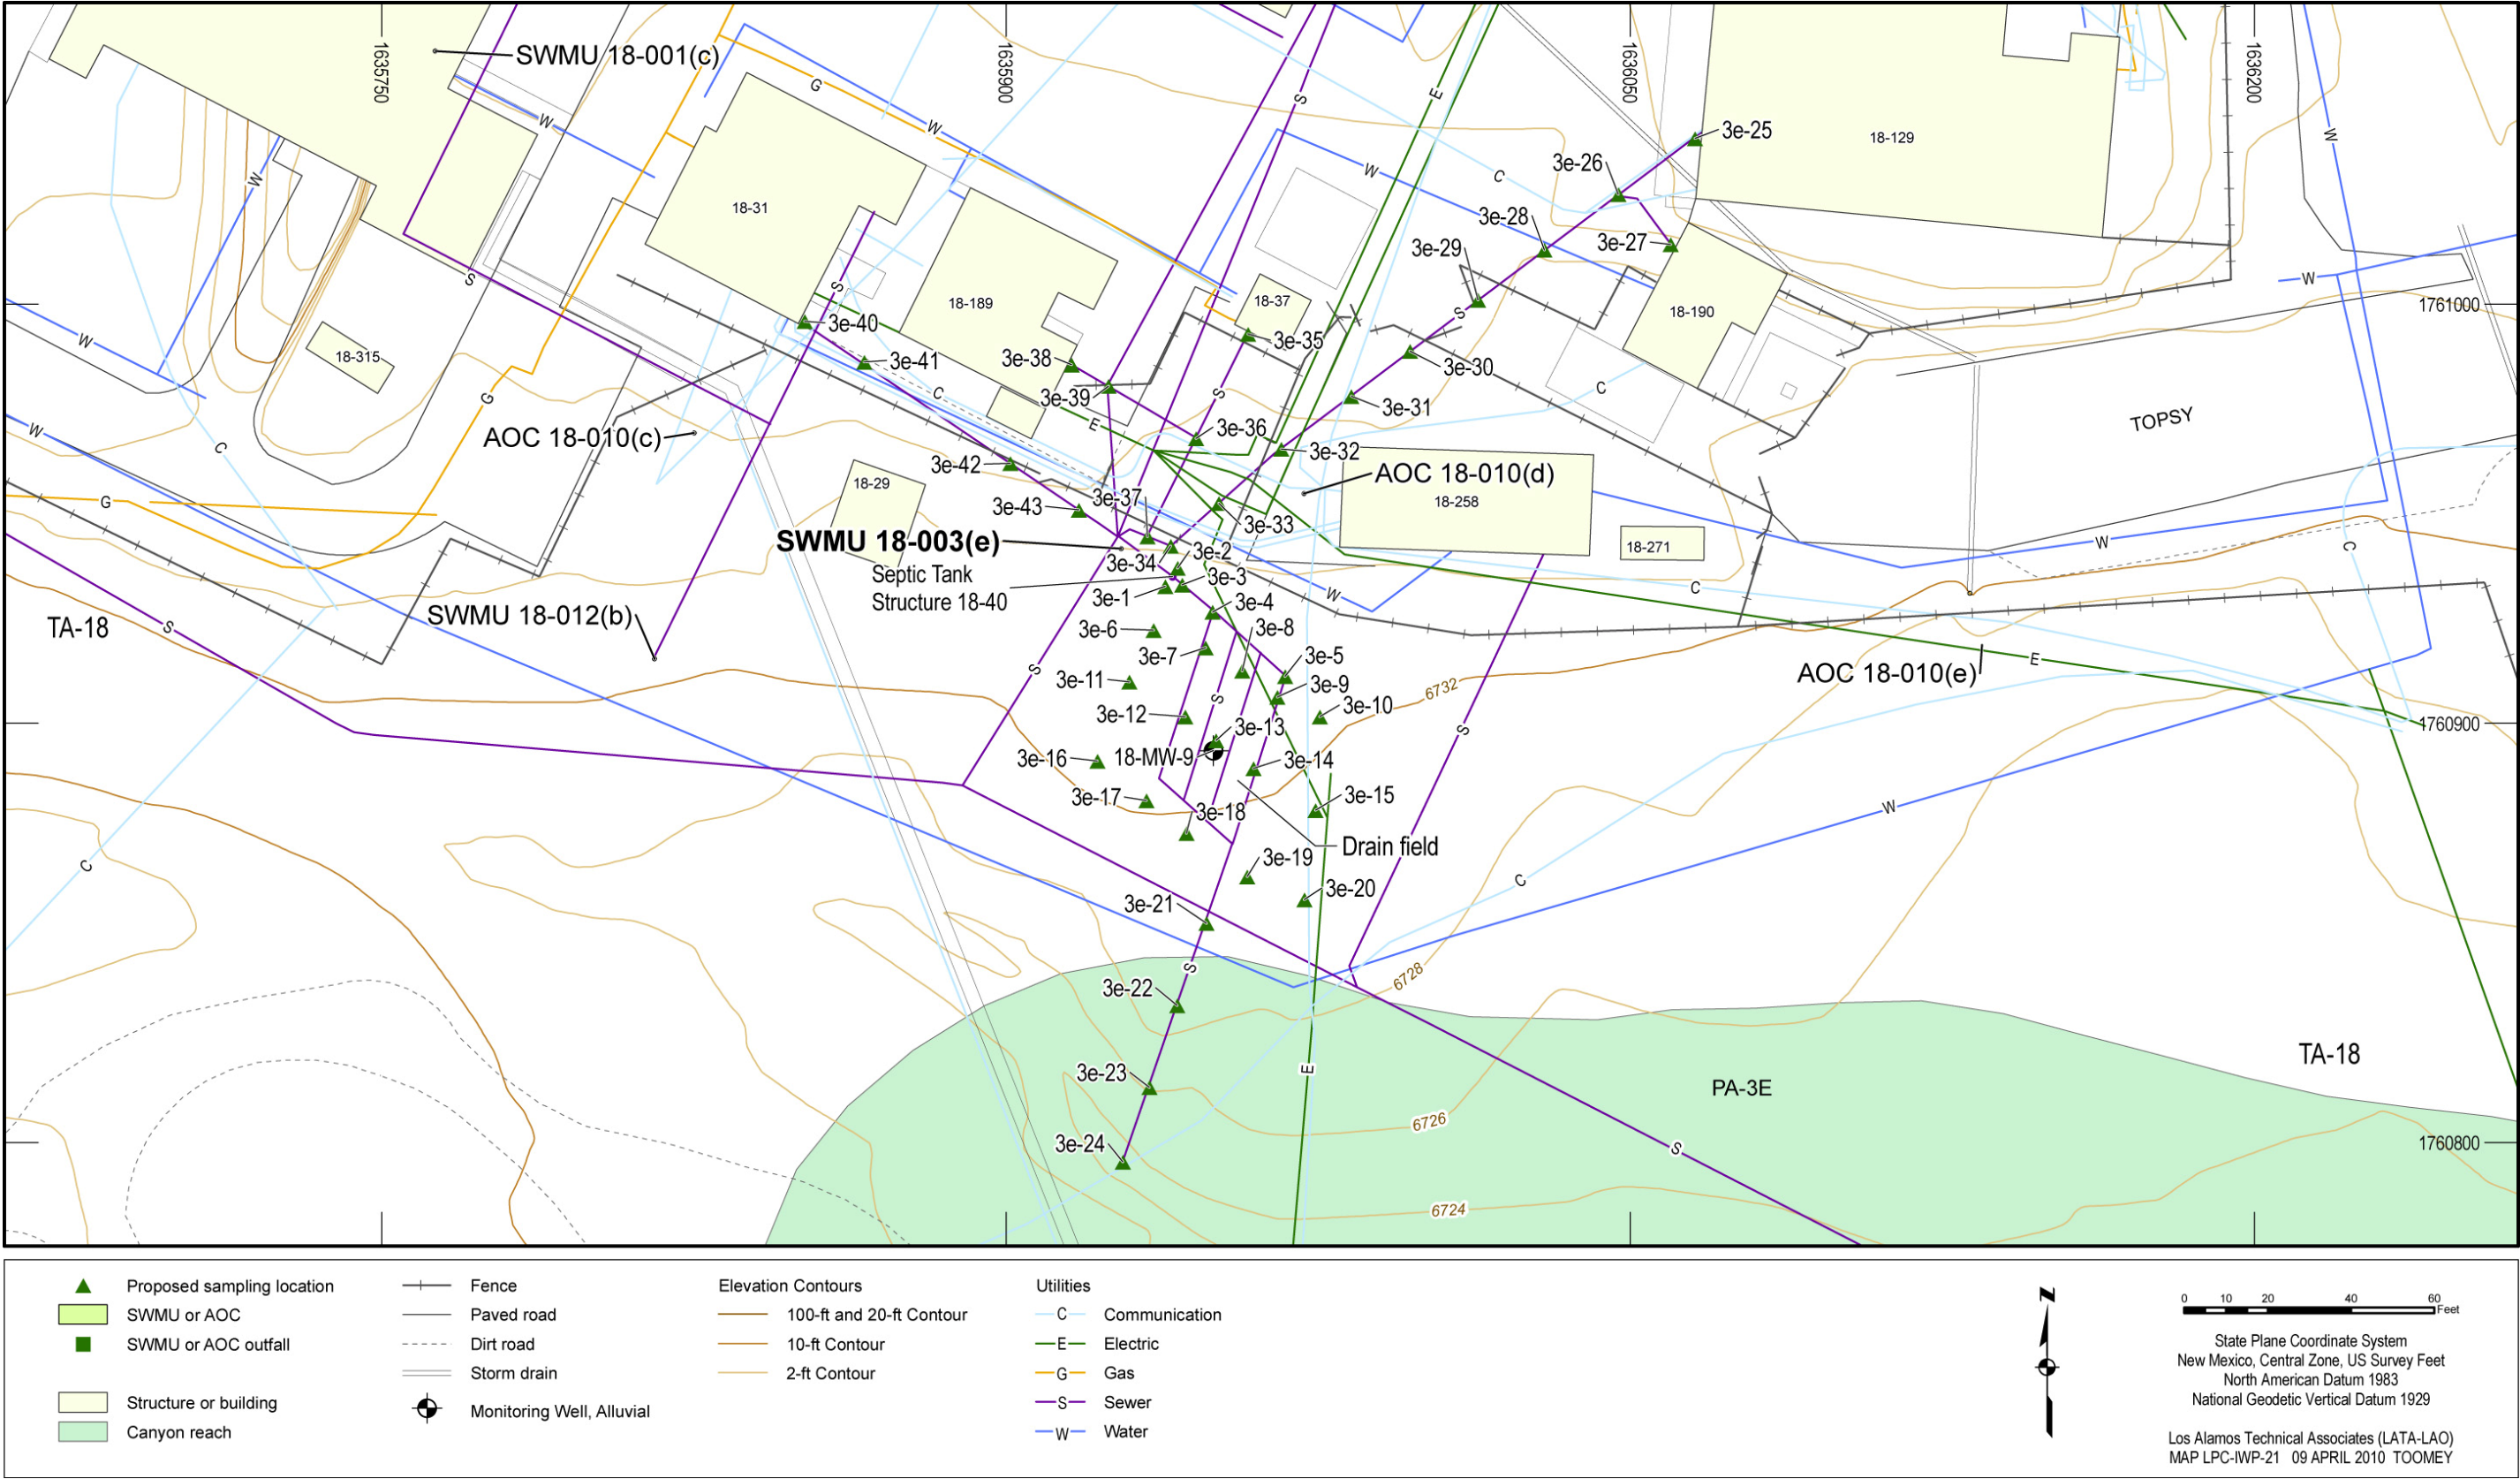 SWMU 18-001(c)
1635750
1635900
1636050
1636200
G
W
S
E
W
3e-25
18-129
W
W
W
C
3e-26
W
18-31
3e-28
3e-27
3e-29
S
S
18-189
18-37
W
1761000
18-190
S
3e-40
3e-35
W
18-315
3e-41
3e-38
3e-30
G
C
S
C
3e-39
3e-31
TOPSY
W
AOC 18-010(c)
E
3e-36
C
3e-42
3e-32
AOC 18-010(d)
18-29
18-258
G
3e-37
3e-43
3e-33
SWMU 18-003(e)
W
C
18-271
3e-2
3e-34
Septic Tank
Structure 18-40
3e-3
3e-1
W
C
3e-4
SWMU 18-012(b)
TA-18
S
3e-6
3e-8
3e-7
3e-5
E
S
AOC 18-010(e)
3e-11
3e-9
6732
S
3e-10
3e-12
1760900
3e-13
S
3e-16
18-MW-9
3e-14
3e-17
3e-15
W
3e-18
Drain field
C
3e-19
C
3e-20
3e-21
S
6728
3e-22
TA-18
E
3e-23
PA-3E
6726
3e-24
S
1760800
6724
Proposed sampling location
SWMU or AOC
SWMU or AOC outfall
Structure or building
Canyon reach
Fence
Paved road
Dirt road
Storm drain
Monitoring Well, Alluvial
Elevation Contours
100-ft and 20-ft Contour
10-ft Contour
2-ft Contour
Utilities
C Communication
E Electric
G Gas
S Sewer
W Water
N
0 10 20 40 60
Feet
State Plane Coordinate System
New Mexico, Central Zone, US Survey Feet
North American Datum 1983
National Geodetic Vertical Datum 1929
Los Alamos Technical Associates (LATA-LAO)
MAP LPC-IWP-21 09 APRIL 2010 TOOMEY